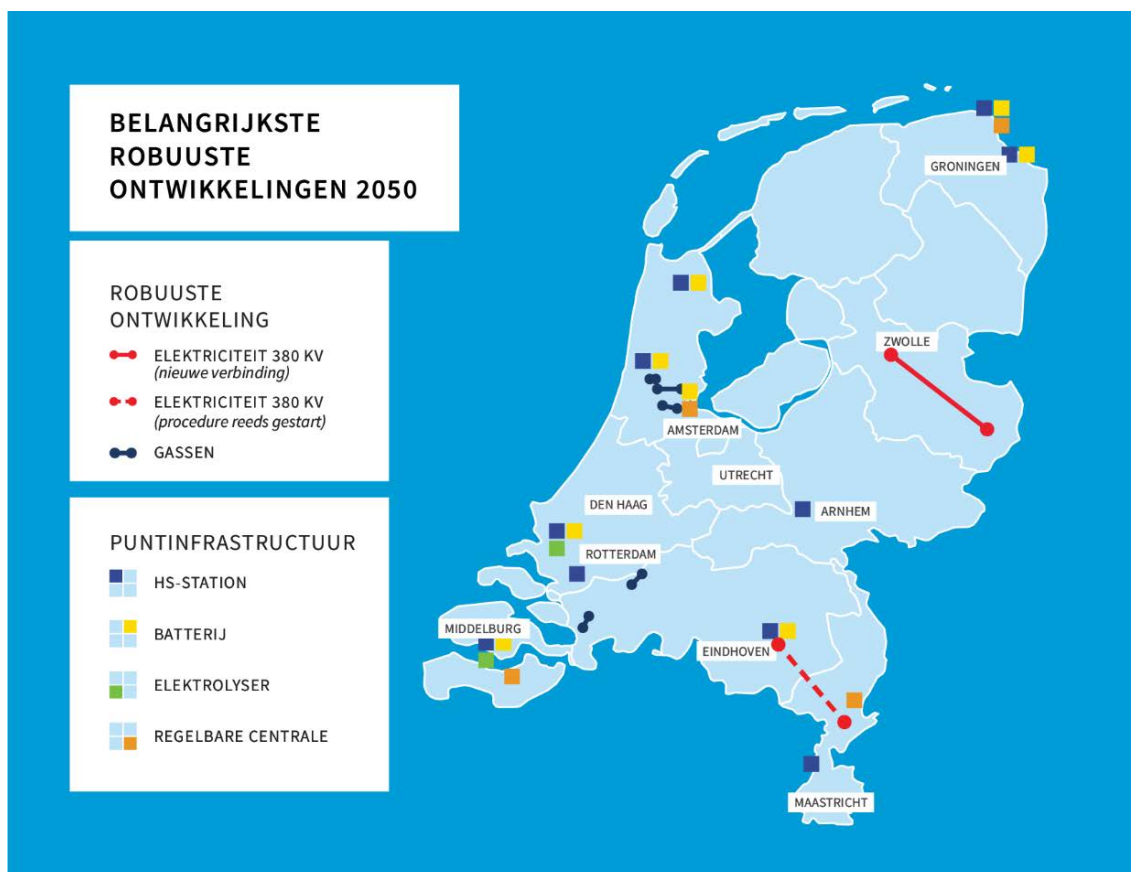 BELANGRIJKSTE
ROBUUSTE
ONTWIKKELINGEN 2050
ROBUUSTE
ONTWIKKELING
ELEKTRICITEIT 380 KV
(nieuwe verbinding)
ELEKTRICITEIT 380 KV
(procedure reeds gestart)
GASSEN
PUNTINFRASTRUCTUUR
HS-STATION
BATTERIJ
ELEKTROLYSER
REGELBARE CENTRALE
GRONINGEN
ZWOLLE
AMSTERDAM
UTRECHT
DEN HAAG
ARNHEM
ROTTERDAM
MIDDELBURG
EINDHOVEN
MAASTRICHT